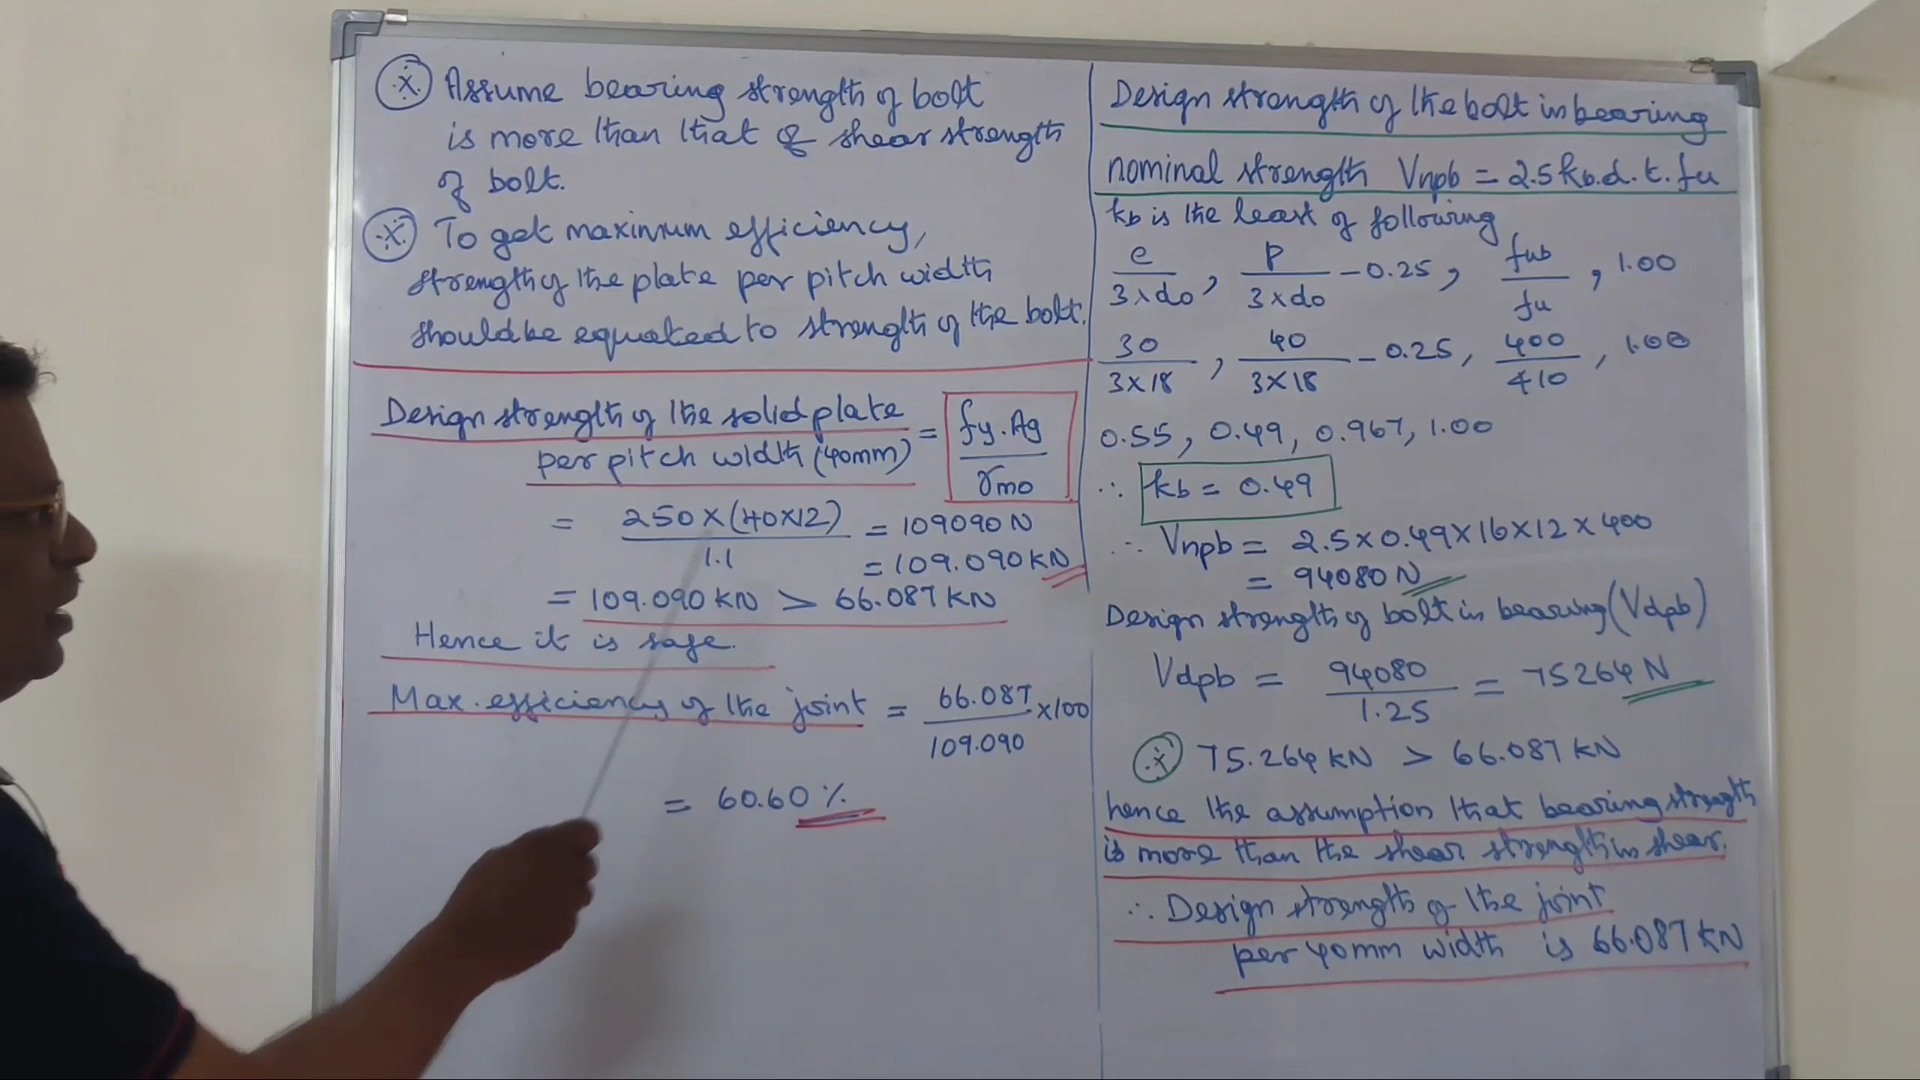 Assume bearing strength of bolt
is more than that of shear strength
of bolt.
To get maximum efficiency,
strength of the plate per pitch width
should be equated to strength of the bolt.
Design strength of the solid plate
per pitch width (40mm) = fy.Ag / γmo
= 250×(40×12) / 1.1 = 109090 N
= 109.090 KN
= 109.090 KN > 66.087 KN
Hence it is safe.
Max. efficiency of the joint = 66.087 / 109.090 ×100
= 60.60 %
Design strength of the bolt in bearing
nominal strength Vnpb = 2.5 kb.d.t.fu
kb is the least of following
e / 3×do , p / 3×do - 0.25, fub / fu , 1.00
30 / 3×18 , 40 / 3×18 - 0.25, 400 / 410 , 1.00
0.55, 0.49, 0.967, 1.00
∴ kb = 0.49
∴ Vnpb = 2.5×0.49×16×12×400
= 94080 N
Design strength of bolt in bearing (Vdpb)
Vdpb = 94080 / 1.25 = 75264 N
75.264 KN > 66.087 KN
hence the assumption that bearing strength
is more than the shear strength in shear.
∴ Design strength of the joint
per 40mm width is 66.087 KN